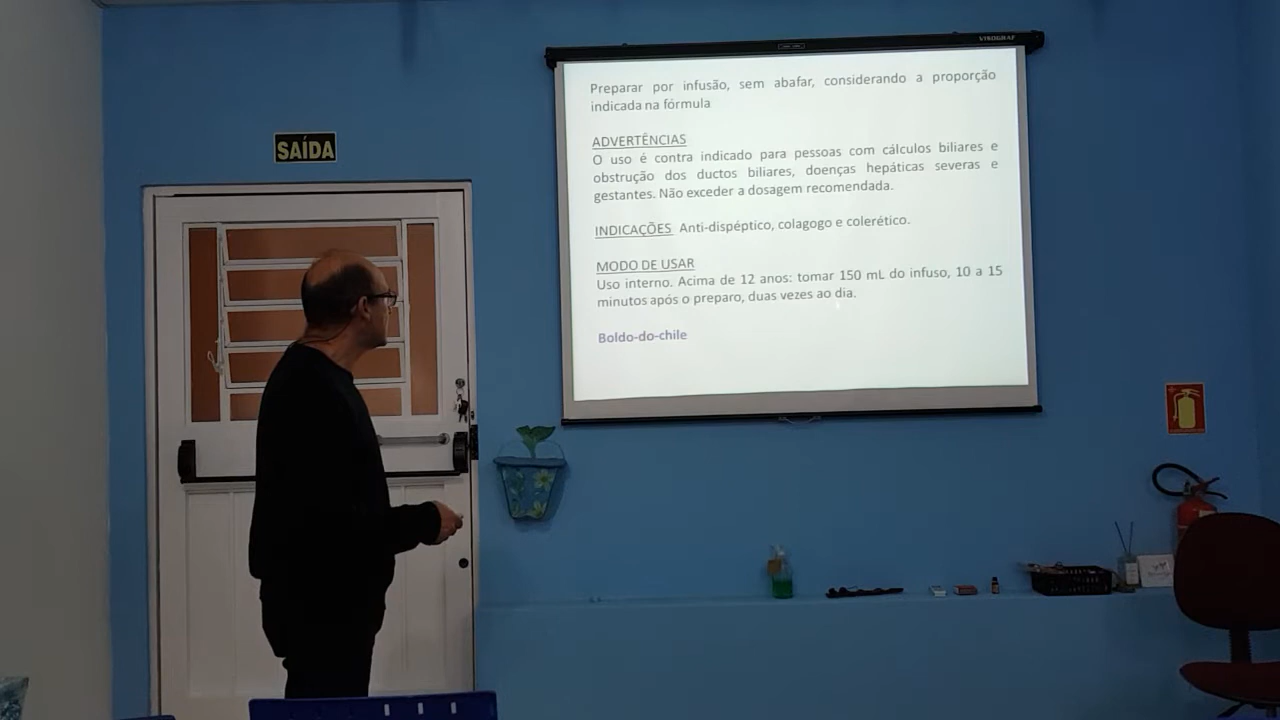 VISOGRAF
Preparar por infusão, sem abafar, considerando a proporção
indicada na fórmula
ADVERTÊNCIAS
O uso é contra indicado para pessoas com cálculos biliares e
obstrução dos ductos biliares, doenças hepáticas severas e
gestantes. Não exceder a dosagem recomendada.
INDICAÇÕES Anti-dispéptico, colagogo e colerético.
MODO DE USAR
Uso interno. Acima de 12 anos: tomar 150 mL do infuso, 10 a 15
minutos após o preparo, duas vezes ao dia.
Boldo-do-chile
SAÍDA